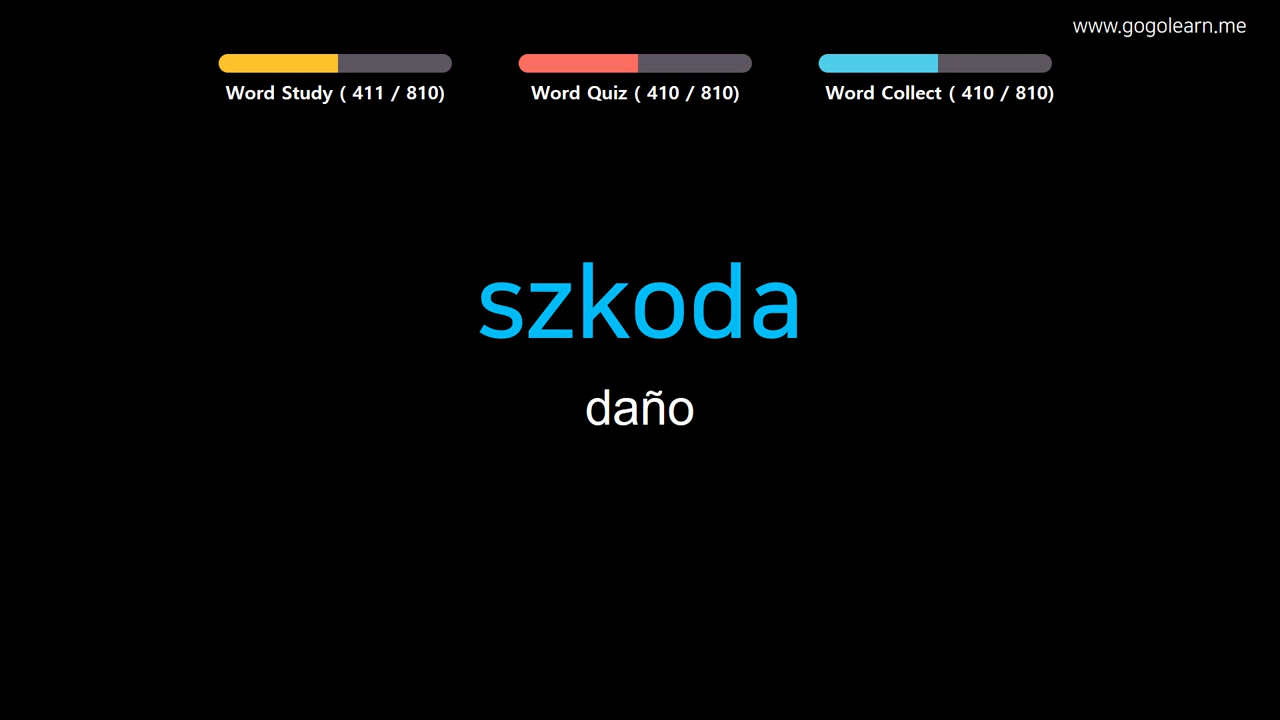 www.gogolearn.me
Word Study ( 411 / 810)
Word Quiz ( 410 / 810)
Word Collect ( 410 / 810)
szkoda
daño